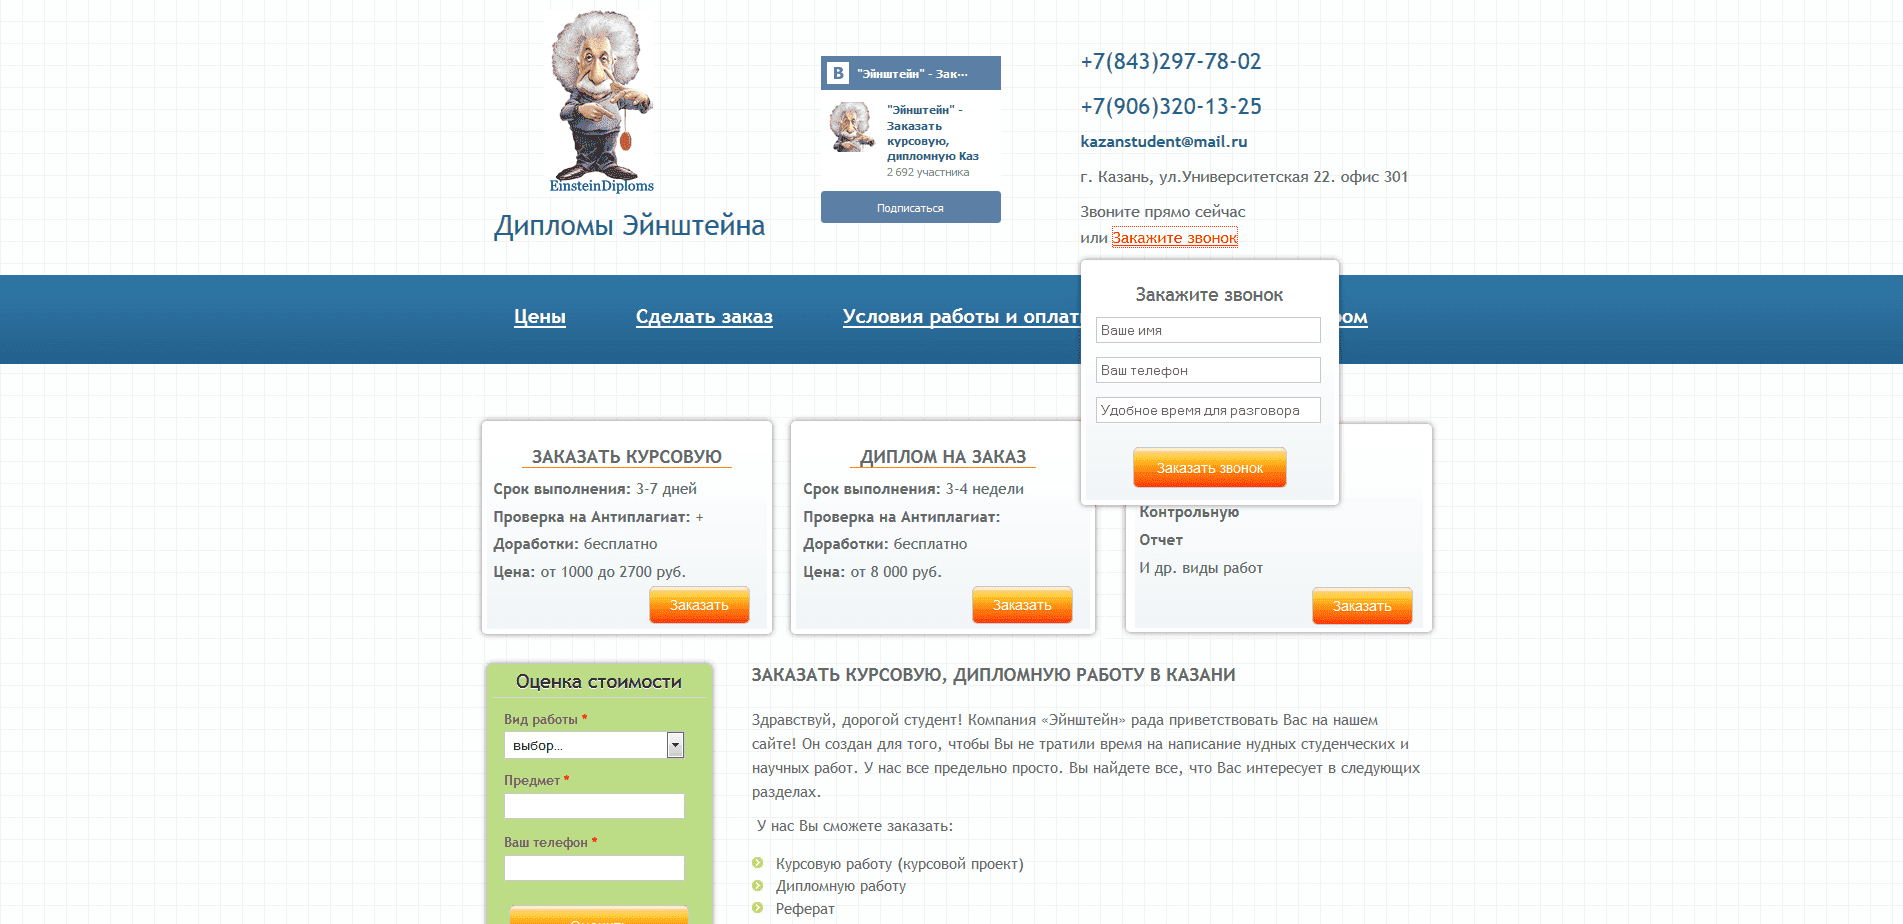 EinsteinDiploms
Дипломы Эйнштейна
В "Эйнштейн" - Зак...
"Эйнштейн" -
Заказать
курсовую,
дипломную Каз
2 692 участника
Подписаться
+7(843)297-78-02
+7(906)320-13-25
kazanstudent@mail.ru
г. Казань, ул.Университетская 22. офис 301
Звоните прямо сейчас
или Закажите звонок
Цены
Сделать заказ
Условия работы и оплаты
Закажите звонок
Ваше имя
Ваш телефон
Удобное время для разговора
Заказать звонок
ЗАКАЗАТЬ КУРСОВУЮ
Срок выполнения: 3-7 дней
Проверка на Антиплагиат: +
Доработки: бесплатно
Цена: от 1000 до 2700 руб.
Заказать
ДИПЛОМ НА ЗАКАЗ
Срок выполнения: 3-4 недели
Проверка на Антиплагиат:
Доработки: бесплатно
Цена: от 8 000 руб.
Заказать
Контрольную
Отчет
И др. виды работ
Заказать
Оценка стоимости
Вид работы *
выбор...
Предмет *
Ваш телефон *
ЗАКАЗАТЬ КУРСОВУЮ, ДИПЛОМНУЮ РАБОТУ В КАЗАНИ
Здравствуй, дорогой студент! Компания «Эйнштейн» рада приветствовать Вас на нашем
сайте! Он создан для того, чтобы Вы не тратили время на написание нудных студенческих и
научных работ. У нас все предельно просто. Вы найдете все, что Вас интересует в следующих
разделах.
У нас Вы сможете заказать:
Курсовую работу (курсовой проект)
Дипломную работу
Реферат